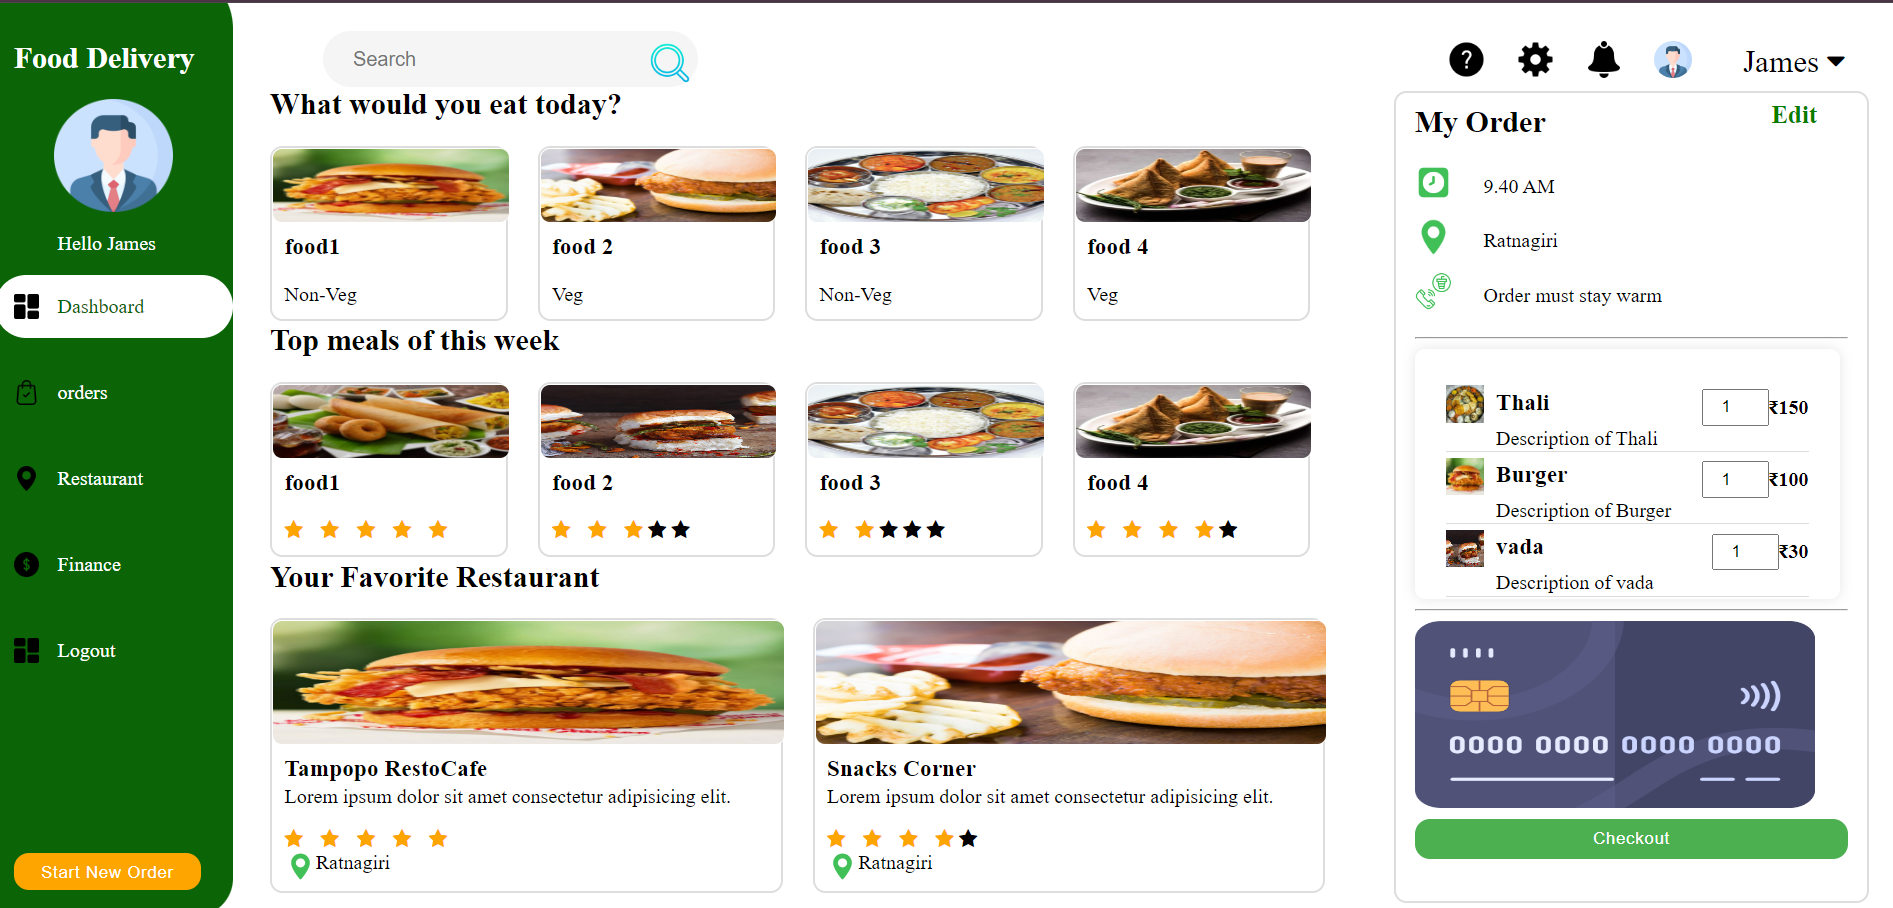 Food Delivery
Hello James
Dashboard
orders
Restaurant
Finance
Logout
Start New Order
Search
James
What would you eat today?
food1
Non-Veg
food 2
Veg
food 3
Non-Veg
food 4
Veg
Top meals of this week
food1
food 2
food 3
food 4
Your Favorite Restaurant
Tampopo RestoCafe
Lorem ipsum dolor sit amet consectetur adipisicing elit.
Ratnagiri
Snacks Corner
Lorem ipsum dolor sit amet consectetur adipisicing elit.
Ratnagiri
My Order
Edit
9.40 AM
Ratnagiri
Order must stay warm
Thali
1
₹150
Description of Thali
Burger
1
₹100
Description of Burger
vada
1
₹30
Description of vada
0000 0000 0000 0000
Checkout